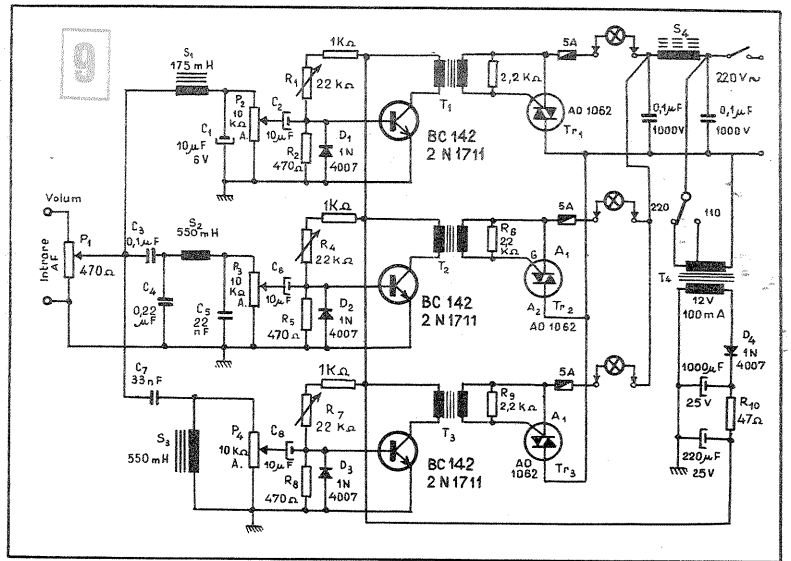 9
S₁
175 mH
C₁
10μF
6V
P₂
10
KΩ
A.
C₂
10μF
1KΩ
R₁
22 kΩ
R₂
470Ω
D₁
1N
4007
BC 142
2 N 1711
T₁
2,2 KΩ
5A
AO 1062
Tr₁
S₄
220V~
0,1μF
1000V
0,1μF
1000V
Volum
Intrare
AF
P₁
470Ω
C₃
0,1μF
S₂
550mH
C₄
0,22
μF
C₅
22
nF
P₃
10
KΩ
A.
C₆
10μF
1KΩ
R₄
22KΩ
R₅
470Ω
D₂
1N
4007
BC 142
2 N 1711
T₂
R₆
2,2
KΩ
G
A₁
A₂
Tr₂
AO 1062
5A
220
110
T₄
12V
100mA
D₄
1N
4007
1000μF
25V
R₁₀
47Ω
220μF
25V
C₇
33nF
S₃
550mH
P₄
10KΩ
A.
C₈
10μF
1KΩ
R₇
22 KΩ
R₈
470Ω
D₃
1N
4007
BC 142
2 N 1711
T₃
R₉
2,2KΩ
A₁
AO
1062
Tr₃
5A